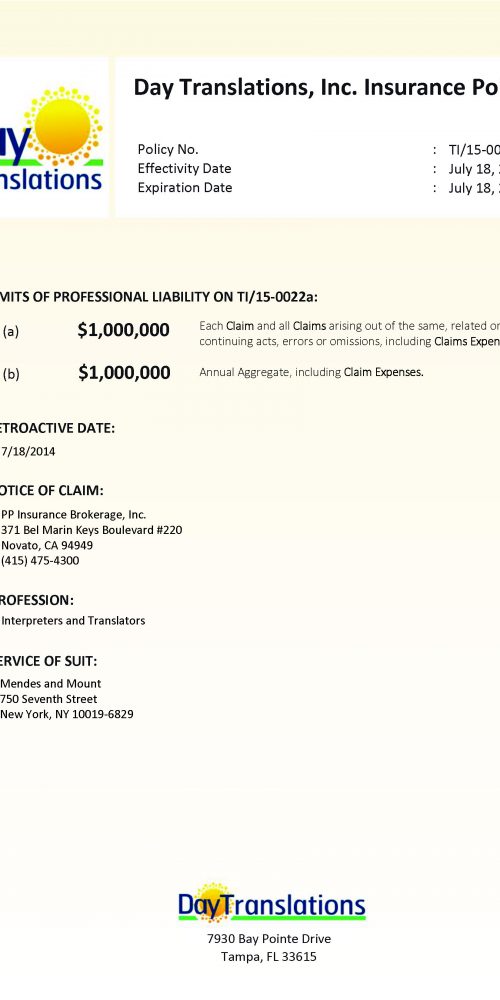 Day Translations, Inc. Insurance Po
ay
nslations
Policy No. : TI/15-00
Effectivity Date : July 18, 2
Expiration Date : July 18, 2
MITS OF PROFESSIONAL LIABILITY ON TI/15-0022a:
(a) $1,000,000 Each Claim and all Claims arising out of the same, related or
continuing acts, errors or omissions, including Claims Expen
(b) $1,000,000 Annual Aggregate, including Claim Expenses.
ETROACTIVE DATE:
7/18/2014
OTICE OF CLAIM:
PP Insurance Brokerage, Inc.
371 Bel Marin Keys Boulevard #220
Novato, CA 94949
(415) 475-4300
ROFESSION:
Interpreters and Translators
ERVICE OF SUIT:
Mendes and Mount
750 Seventh Street
New York, NY 10019-6829
DayTranslations
7930 Bay Pointe Drive
Tampa, FL 33615